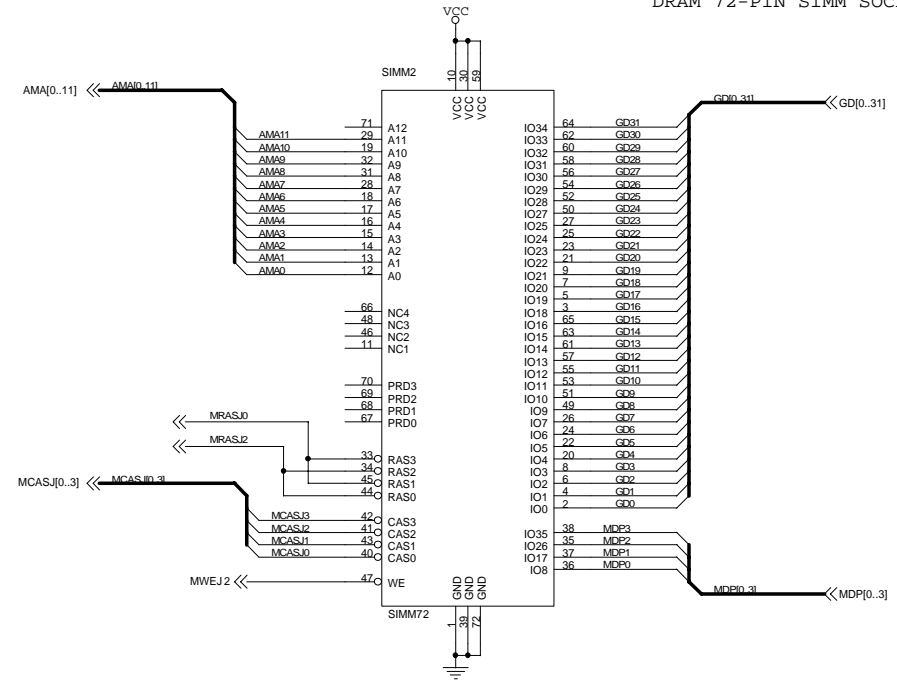 DRAM 72-PIN SIMM SOC
VCC
SIMM2
10 30 59
VCC VCC VCC
AMA[0..11] AMA[0..11]
GD[0..31] GD[0..31]
71 A12 IO34 64 GD31
AMA11 29 A11 IO33 62 GD30
AMA10 19 A10 IO32 60 GD29
AMA9 32 A9 IO31 58 GD28
AMA8 31 A8 IO30 56 GD27
AMA7 28 A7 IO29 54 GD26
AMA6 18 A6 IO28 52 GD25
AMA5 17 A5 IO27 50 GD24
AMA4 16 A4 IO25 27 GD23
AMA3 15 A3 IO24 25 GD22
AMA2 14 A2 IO23 23 GD21
AMA1 13 A1 IO22 21 GD20
AMA0 12 A0 IO21 9 GD19
IO20 7 GD18
IO19 5 GD17
66 NC4 IO18 3 GD16
48 NC3 IO16 65 GD15
46 NC2 IO15 63 GD14
11 NC1 IO14 61 GD13
IO13 57 GD12
IO12 55 GD11
70 PRD3 IO11 53 GD10
69 PRD2 IO10 51 GD9
68 PRD1 IO9 49 GD8
67 PRD0 IO7 26 GD7
MRASJ0
IO6 24 GD6
IO5 22 GD5
MRASJ2
33 RAS3 IO4 20 GD4
34 RAS2 IO3 8 GD3
45 RAS1 IO2 6 GD2
44 RAS0 IO1 4 GD1
IO0 2 GD0
MCASJ[0..3] MCASJ[0..3]
MCASJ3 42 CAS3
MCASJ2 41 CAS2 IO35 38 MDP3
MCASJ1 43 CAS1 IO26 35 MDP2
MCASJ0 40 CAS0 IO17 37 MDP1
IO8 36 MDP0
MWEJ2 47 WE
MDP[0..3] MDP[0..3]
GND GND GND
SIMM72
1 39 72